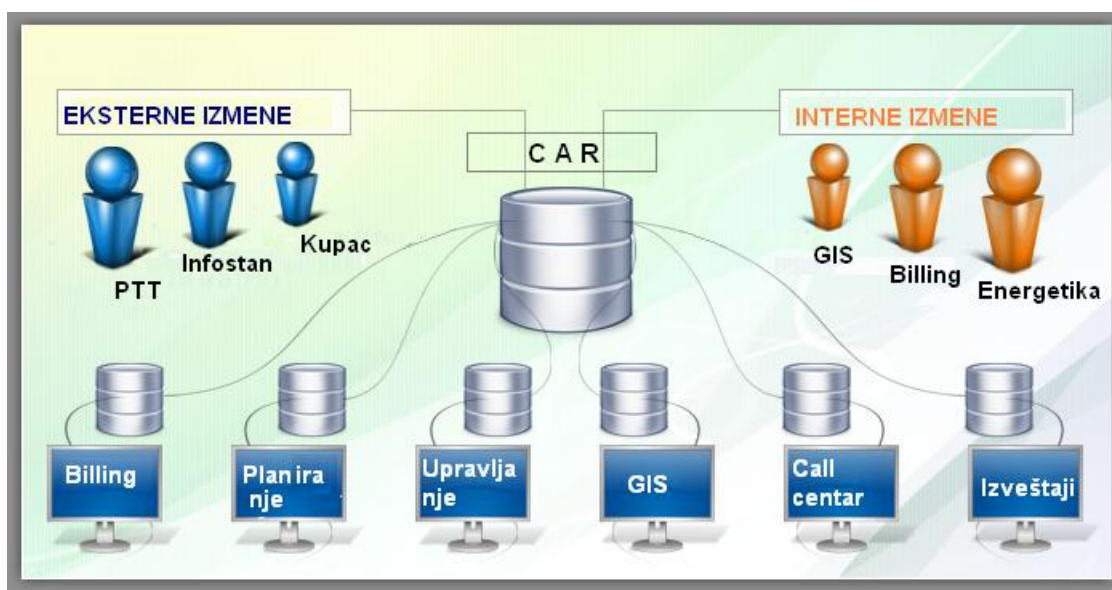 EKSTERNE IZMENE
INTERNE IZMENE
C A R
PTT
Infostan
Kupac
GIS
Billing
Energetika
Billing
Planira
nje
Upravlja
nje
GIS
Call
centar
Izveštaji